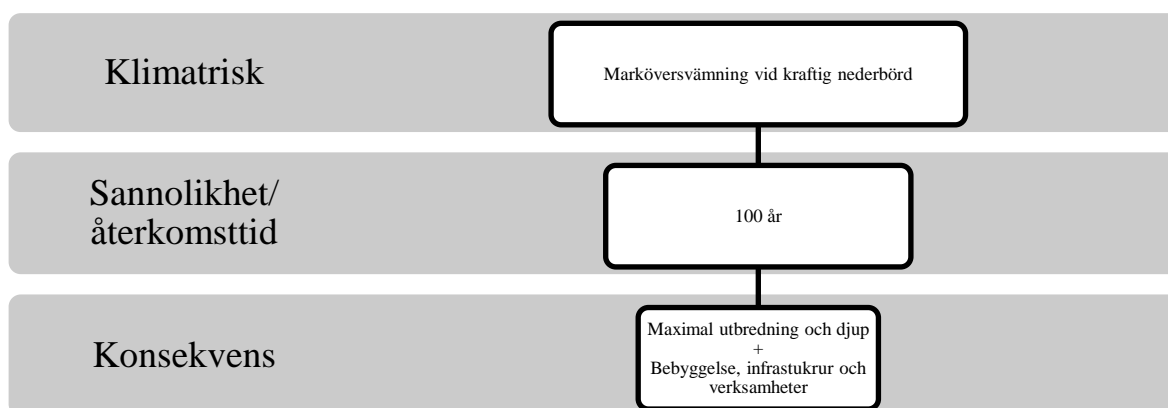 Klimatrisk
Marköversvämning vid kraftig nederbörd
Sannolikhet/
återkomsttid
100 år
Konsekvens
Maximal utbredning och djup
+
Bebyggelse, infrastukrur och
verksamheter